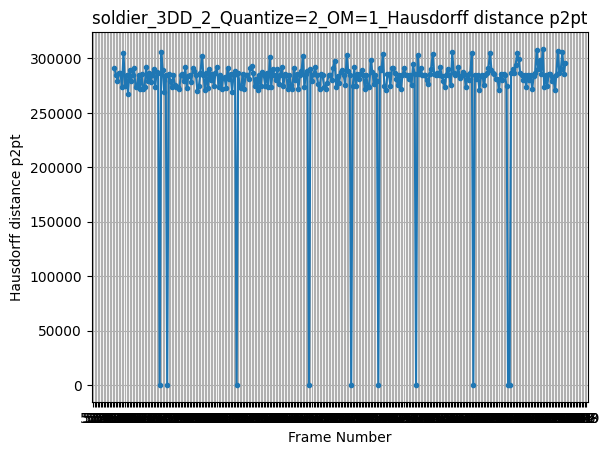 soldier_3DD_2_Quantize=2_OM=1_Hausdorff distance p2pt
300000
250000
200000
150000
100000
50000
0
Hausdorff distance p2pt
Frame Number